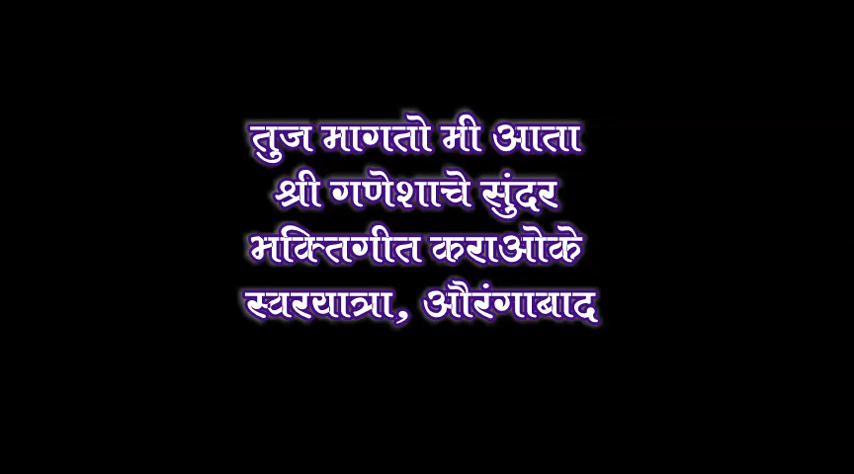 तुज मागतो मी आता
श्री गणेशाचे सुंदर
भक्तिगीत कराओके
स्वरयात्रा, औरंगाबाद